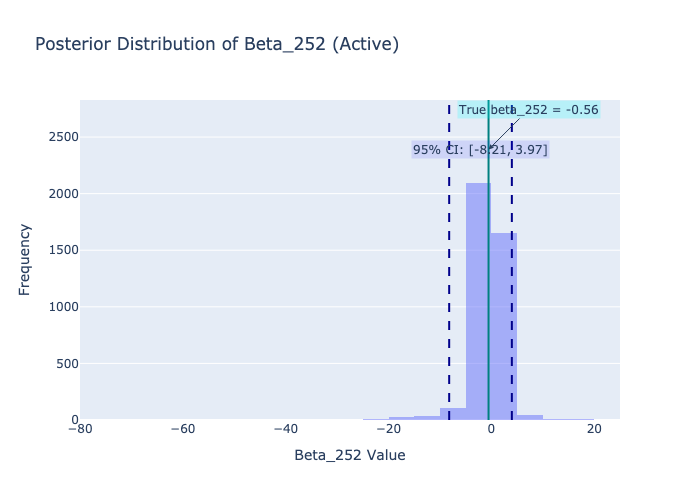 Posterior Distribution of Beta_252 (Active)
True beta_252 = -0.56
95% CI: [-8.21, 3.97]
2500
2000
1500
1000
500
0
Frequency
−80
−60
−40
−20
0
20
Beta_252 Value